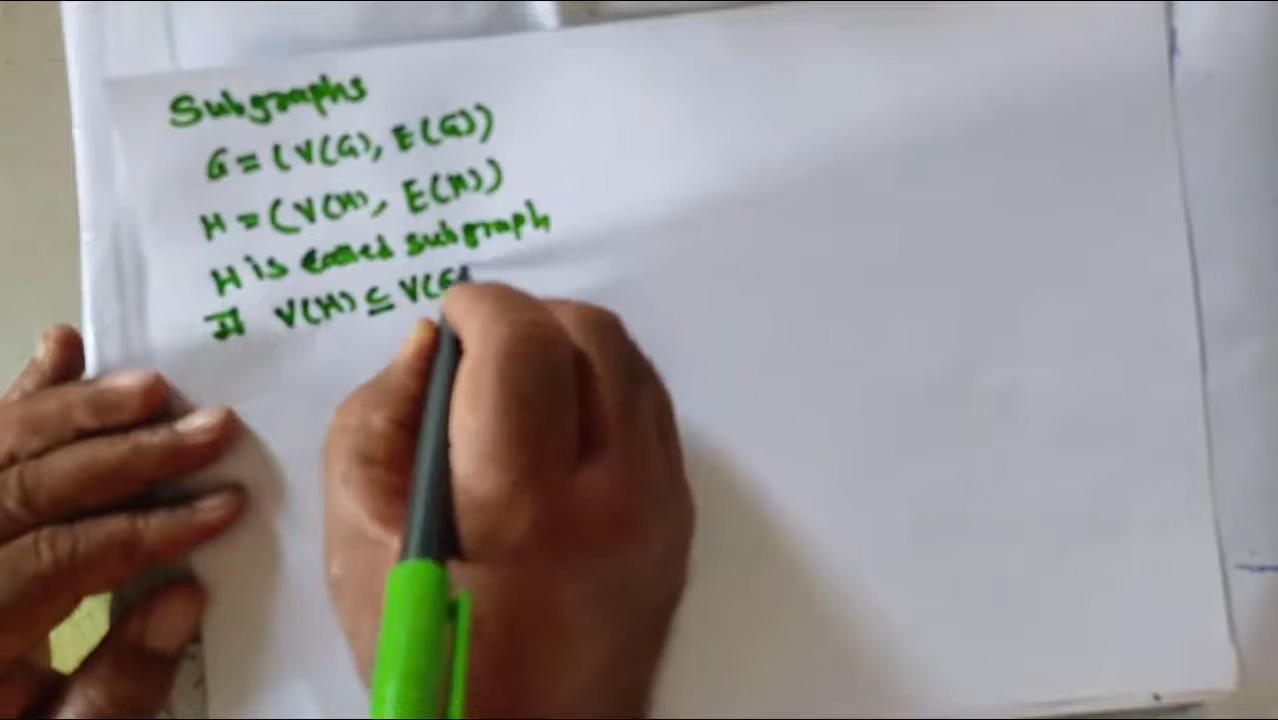 Subgraphs
G = (V(G), E(G))
H = (V(H), E(H))
H is called subgraph
If V(H) ⊆ V(G